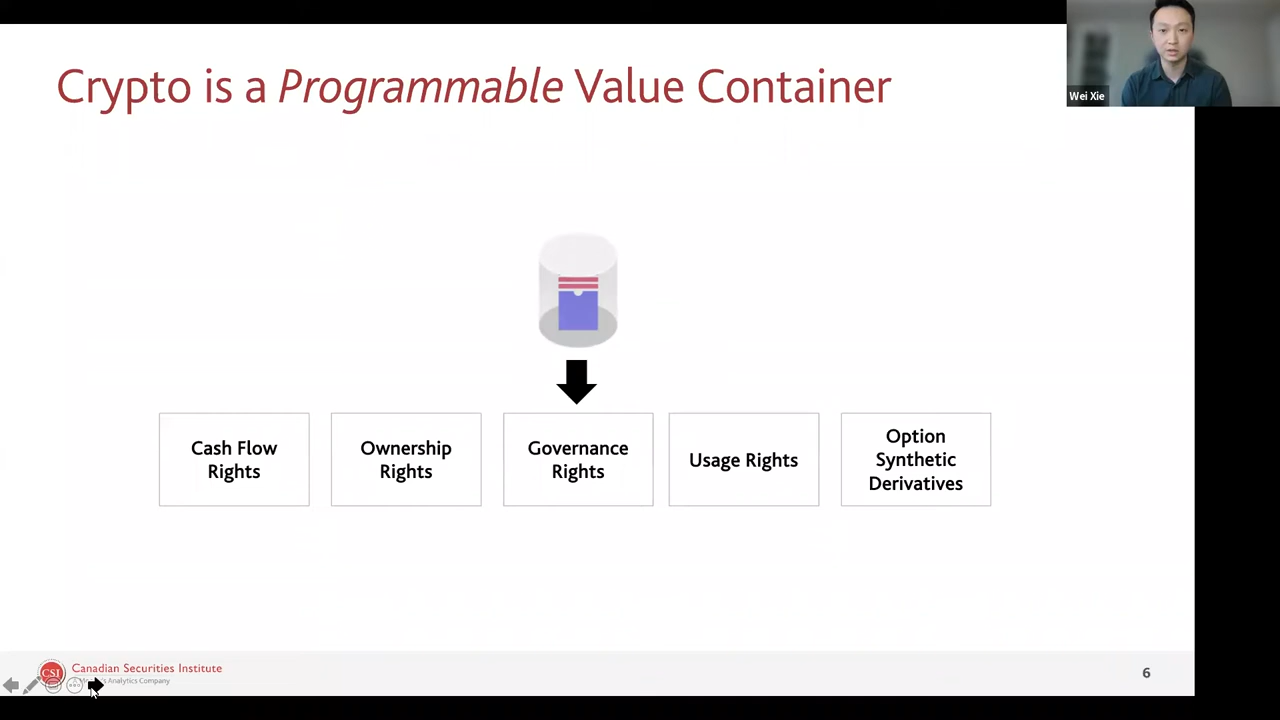 Crypto is a Programmable Value Container
Wei Xie
Cash Flow
Rights
Ownership
Rights
Governance
Rights
Usage Rights
Option
Synthetic
Derivatives
CSI
Canadian Securities Institute
Analytics Company
6